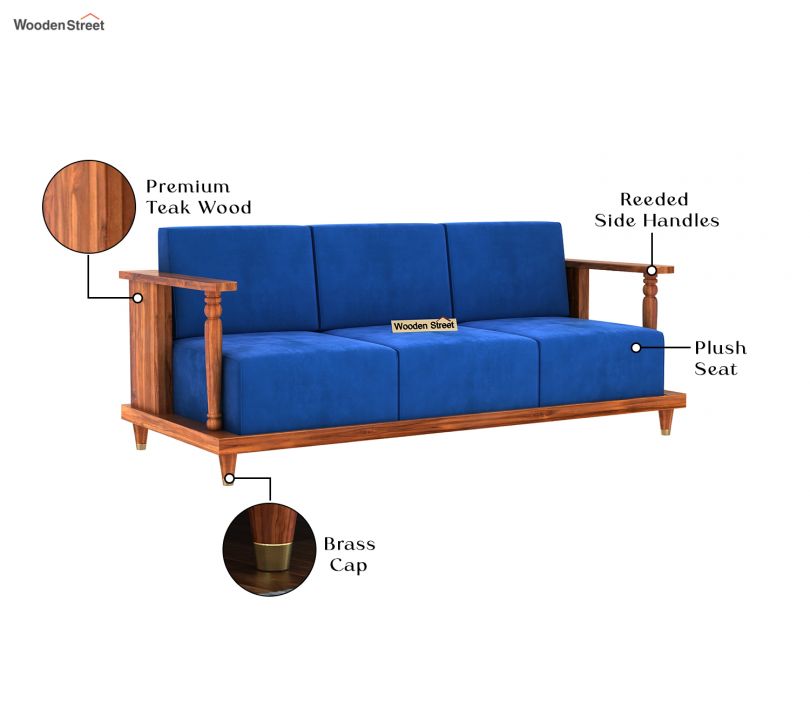 WoodenStreet
Premium
Teak Wood
Reeded
Side Handles
Wooden Street
Plush
Seat
Brass
Cap